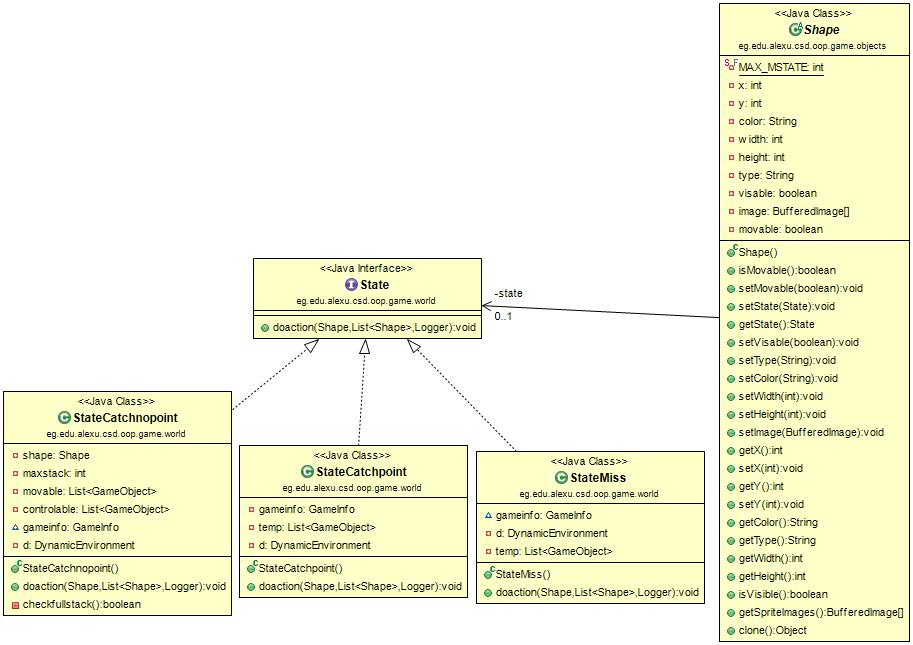 <<Java Class>>
Shape
eg.edu.alexu.csd.oop.game.objects
MAX_MSTATE: int
x: int
y: int
color: String
width: int
height: int
type: String
visable: boolean
image: BufferedImage[]
movable: boolean
Shape()
isMovable():boolean
setMovable(boolean):void
setState(State):void
getState():State
setVisable(boolean):void
setType(String):void
setColor(String):void
setWidth(int):void
setHeight(int):void
setImage(BufferedImage):void
getX():int
setX(int):void
getY():int
setY(int):void
getColor():String
getType():String
getWidth():int
getHeight():int
isVisible():boolean
getSpriteImages():BufferedImage[]
clone():Object
<<Java Interface>>
State
eg.edu.alexu.csd.oop.game.world
doaction(Shape,List<Shape>,Logger):void
-state
0..1
<<Java Class>>
StateCatchnopoint
eg.edu.alexu.csd.oop.game.world
shape: Shape
maxstack: int
movable: List<GameObject>
controlable: List<GameObject>
gameinfo: GameInfo
d: DynamicEnvironment
StateCatchnopoint()
doaction(Shape,List<Shape>,Logger):void
checkfullstack():boolean
<<Java Class>>
StateCatchpoint
eg.edu.alexu.csd.oop.game.world
gameinfo: GameInfo
temp: List<GameObject>
d: DynamicEnvironment
StateCatchpoint()
doaction(Shape,List<Shape>,Logger):void
<<Java Class>>
StateMiss
eg.edu.alexu.csd.oop.game.world
gameinfo: GameInfo
d: DynamicEnvironment
temp: List<GameObject>
StateMiss()
doaction(Shape,List<Shape>,Logger):void